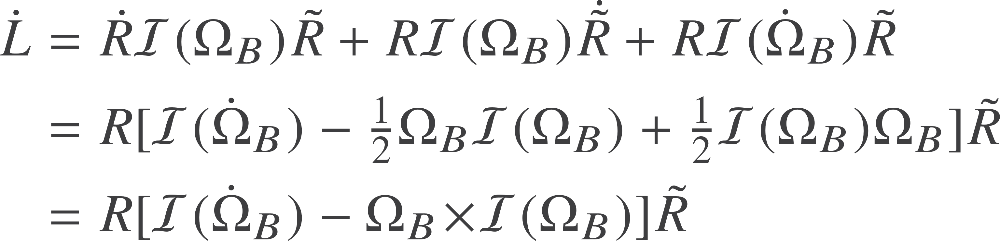 L̇ = Ṙℐ(Ω_B)R̃ + Rℐ(Ω_B)Ṙ̃ + Rℐ(Ω̇_B)R̃
= R[ℐ(Ω̇_B) − ½Ω_Bℐ(Ω_B) + ½ℐ(Ω_B)Ω_B]R̃
= R[ℐ(Ω̇_B) − Ω_B×ℐ(Ω_B)]R̃